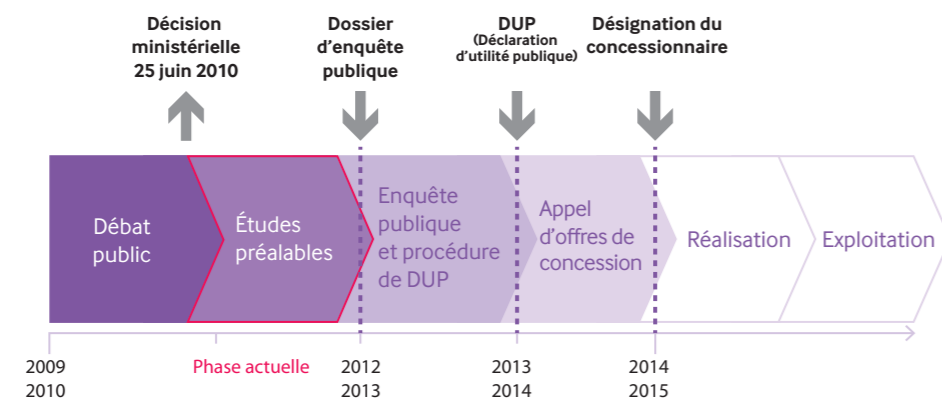 Décision
ministérielle
25 juin 2010
Dossier
d'enquête
publique
DUP
(Déclaration
d'utilité publique)
Désignation du
concessionnaire
Débat
public
Études
préalables
Enquête
publique
et procédure
de DUP
Appel
d'offres de
concession
Réalisation
Exploitation
2009
2010
Phase actuelle
2012
2013
2013
2014
2014
2015